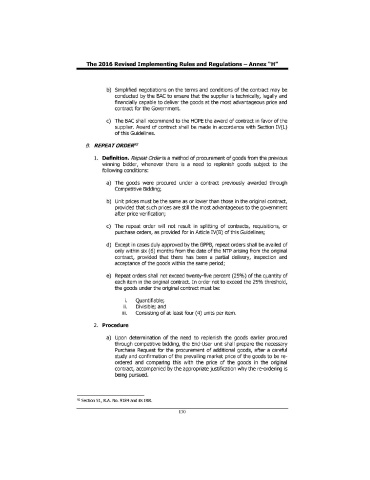 The 2016 Revised Implementing Rules and Regulations – Annex "H"
b) Simplified negotiations on the terms and conditions of the contract may be
conducted by the BAC to ensure that the supplier is technically, legally and
financially capable to deliver the goods at the most advantageous price and
contract for the Government.
c) The BAC shall recommend to the HOPE the award of contract in favor of the
supplier. Award of contract shall be made in accordance with Section IV(L)
of this Guidelines.
B. REPEAT ORDER
1. Definition. Repeat Order is a method of procurement of goods from the previous
winning bidder, whenever there is a need to replenish goods subject to the
following conditions:
a) The goods were procured under a contract previously awarded through
Competitive Bidding;
b) Unit prices must be the same as or lower than those in the original contract,
provided that such prices are still the most advantageous to the government
after price verification;
c) The repeat order will not result in splitting of contracts, requisitions, or
purchase orders, as provided for in Article IV(B) of this Guidelines;
d) Except in cases duly approved by the GPPB, repeat orders shall be availed of
only within six (6) months from the date of the NTP arising from the original
contract, provided that there has been a partial delivery, inspection and
acceptance of the goods within the same period;
e) Repeat orders shall not exceed twenty-five percent (25%) of the quantity of
each item in the original contract. In order not to exceed the 25% threshold,
the goods under the original contract must be:
i. Quantifiable;
ii. Divisible; and
iii. Consisting of at least four (4) units per item.
2. Procedure
a) Upon determination of the need to replenish the goods earlier procured
through competitive bidding, the End-User unit shall prepare the necessary
Purchase Request for the procurement of additional goods, after a careful
study and confirmation of the prevailing market price of the goods to be re-
ordered and comparing this with the price of the goods in the original
contract, accompanied by the appropriate justification why the re-ordering is
being pursued.
Section 51, R.A. No. 9184 and its IRR.